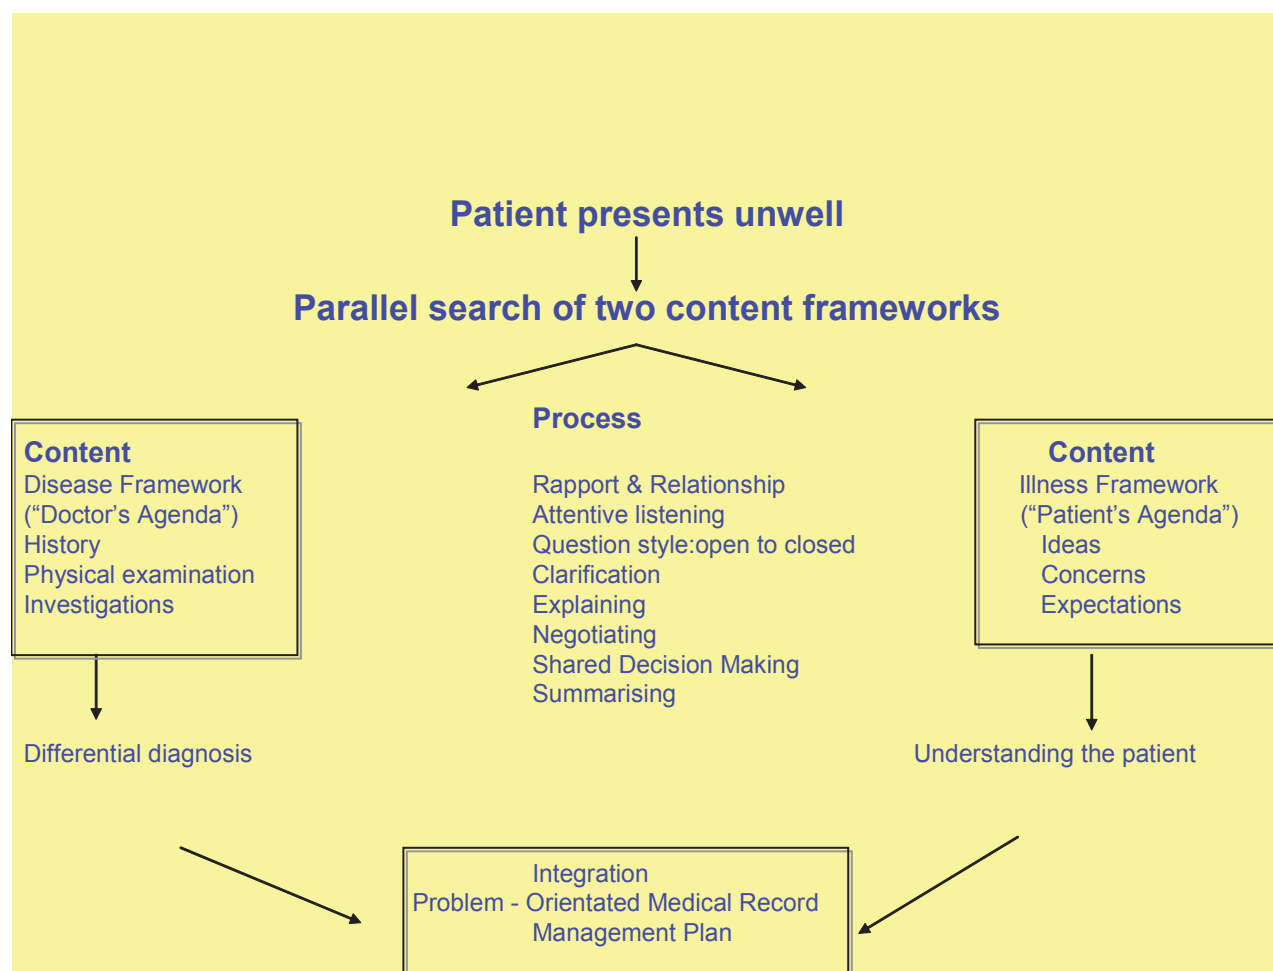 Patient presents unwell
Parallel search of two content frameworks
Content
Disease Framework
(“Doctor’s Agenda”)
History
Physical examination
Investigations
Differential diagnosis
Process
Rapport & Relationship
Attentive listening
Question style:open to closed
Clarification
Explaining
Negotiating
Shared Decision Making
Summarising
Content
Illness Framework
(“Patient’s Agenda”)
Ideas
Concerns
Expectations
Understanding the patient
Integration
Problem - Orientated Medical Record
Management Plan